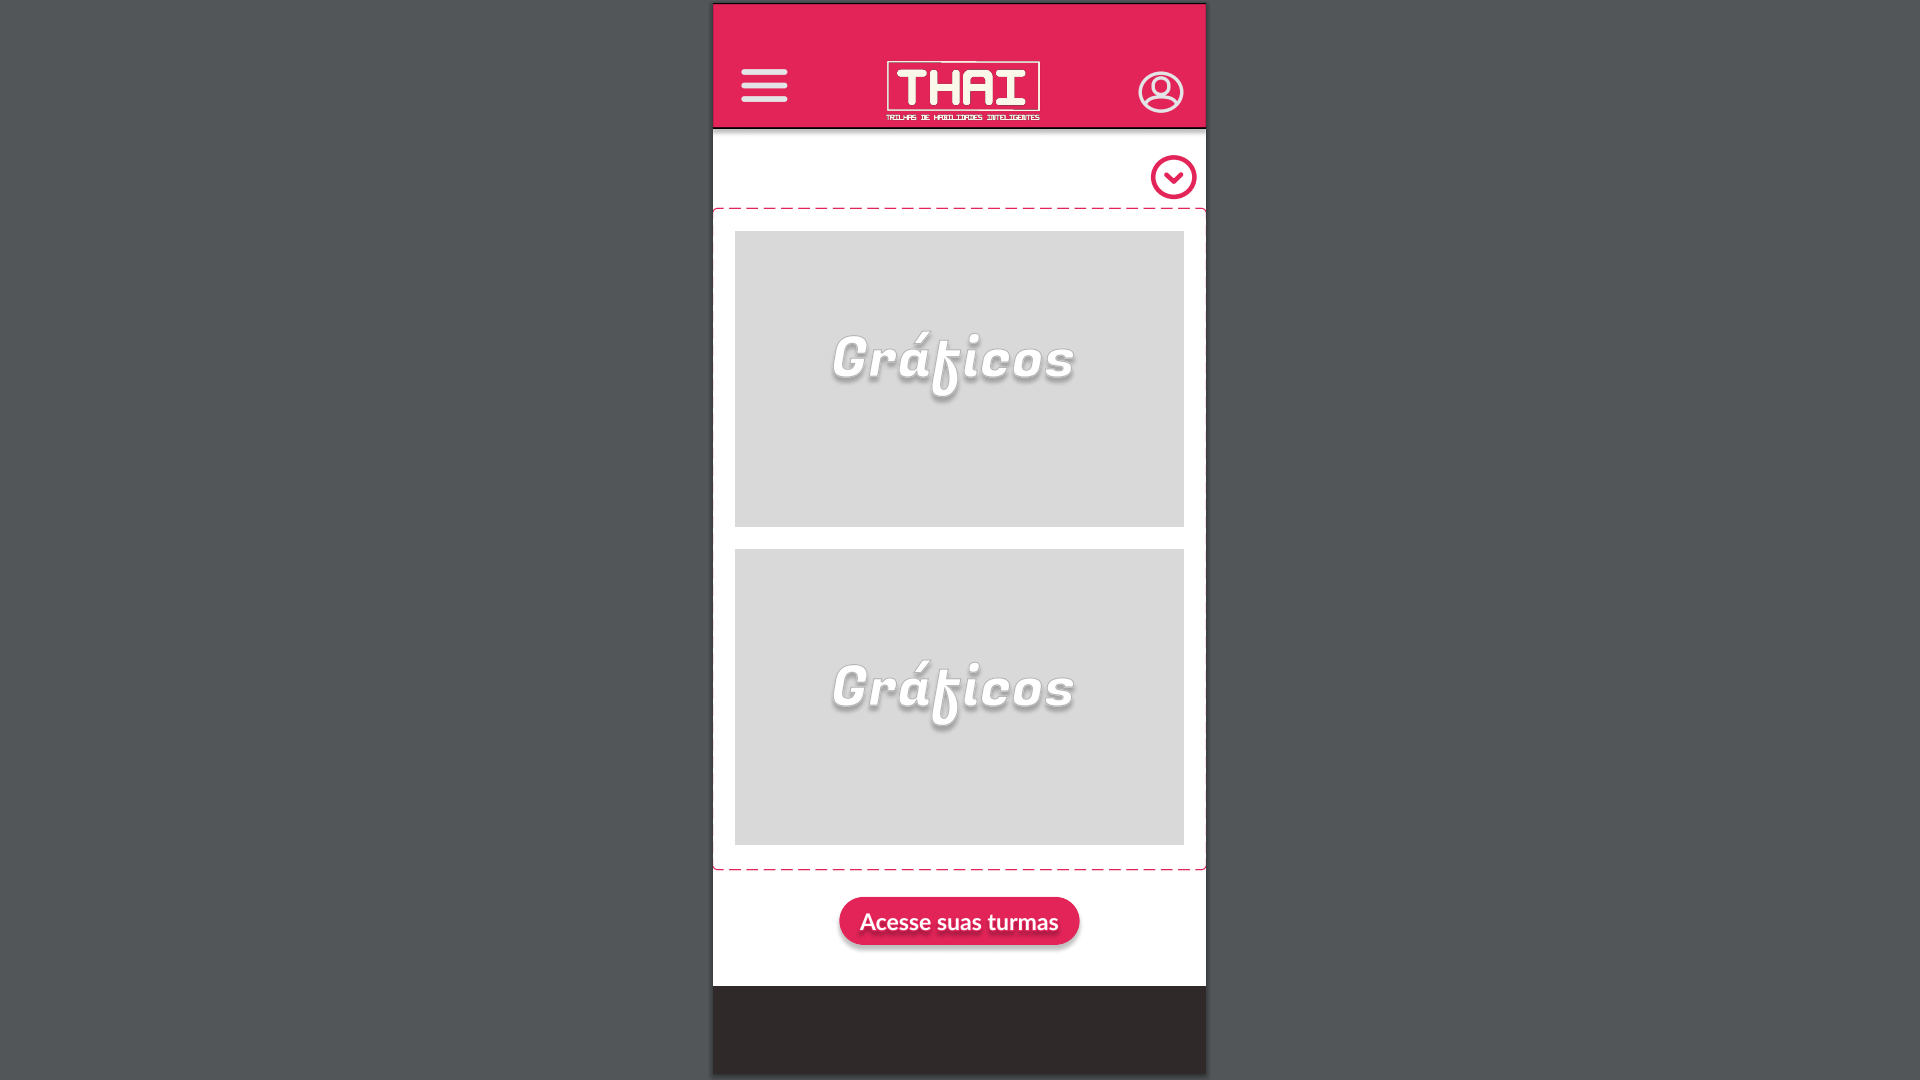 THAI
TRILHAS DE HABILIDADES INTELIGENTES
Gráficos
Gráficos
Acesse suas turmas